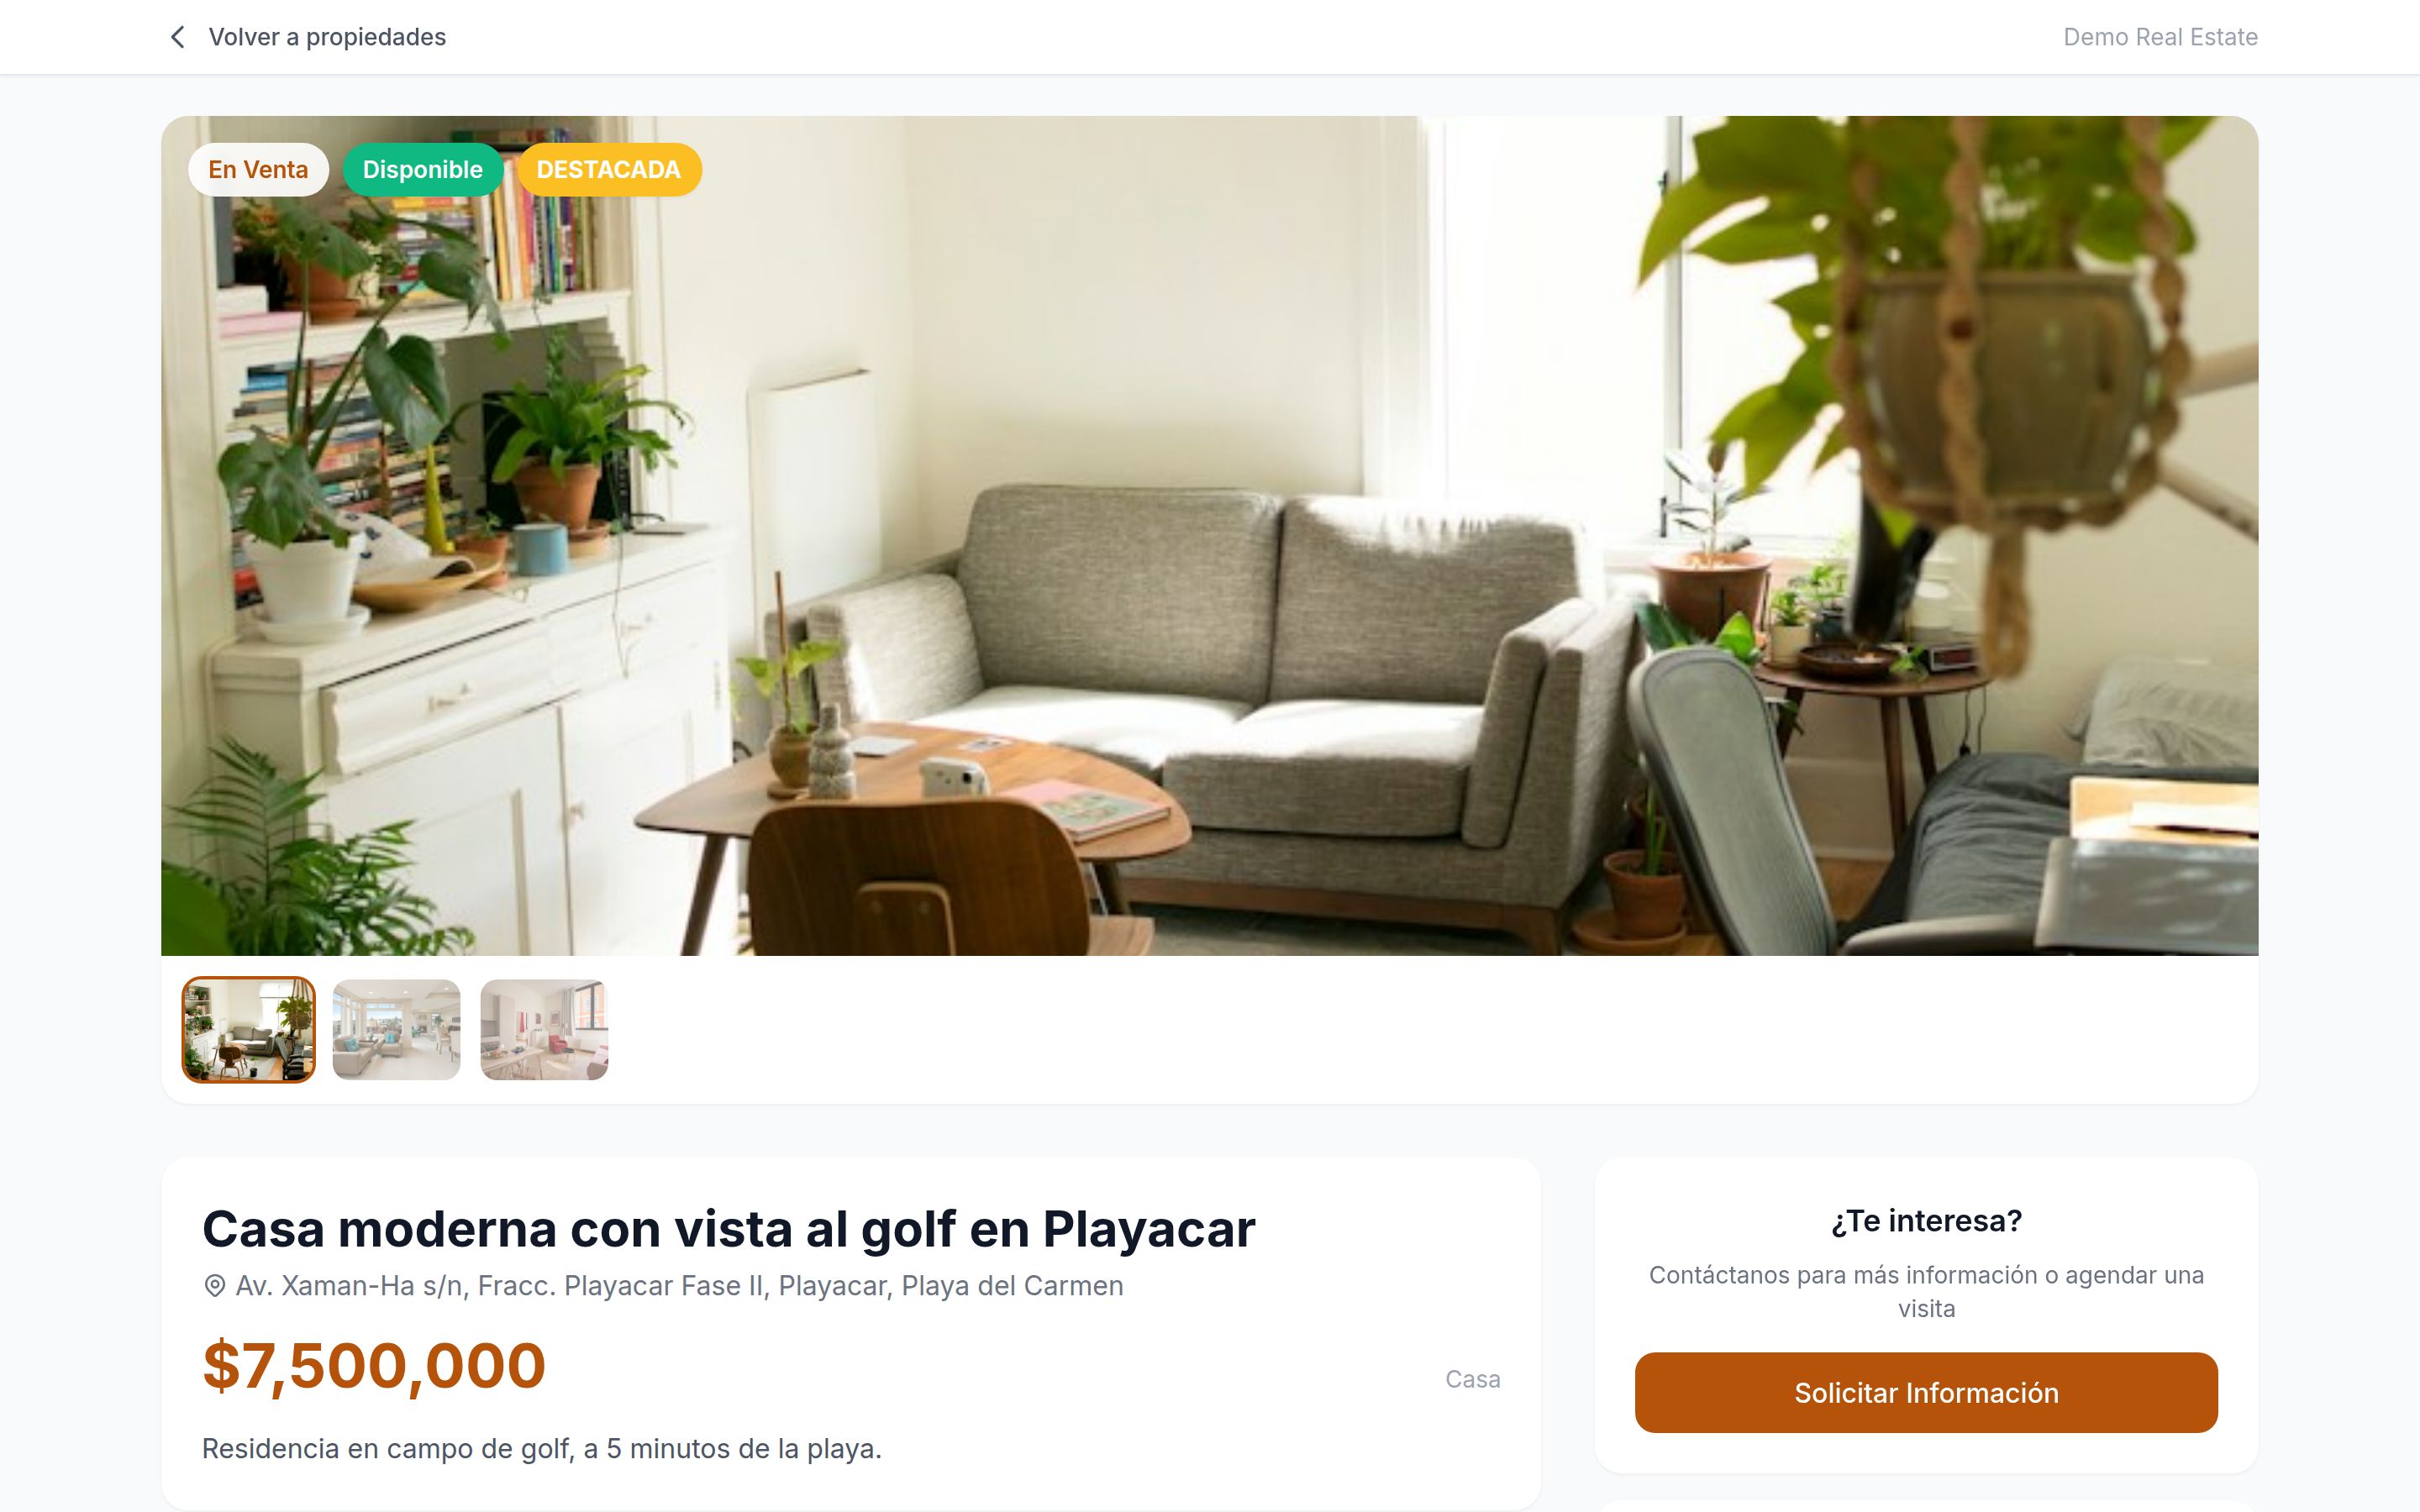 Volver a propiedades
Demo Real Estate
En Venta
Disponible
DESTACADA
Casa moderna con vista al golf en Playacar
Av. Xaman-Ha s/n, Fracc. Playacar Fase II, Playacar, Playa del Carmen
$7,500,000
Casa
Residencia en campo de golf, a 5 minutos de la playa.
¿Te interesa?
Contáctanos para más información o agendar una
visita
Solicitar Información